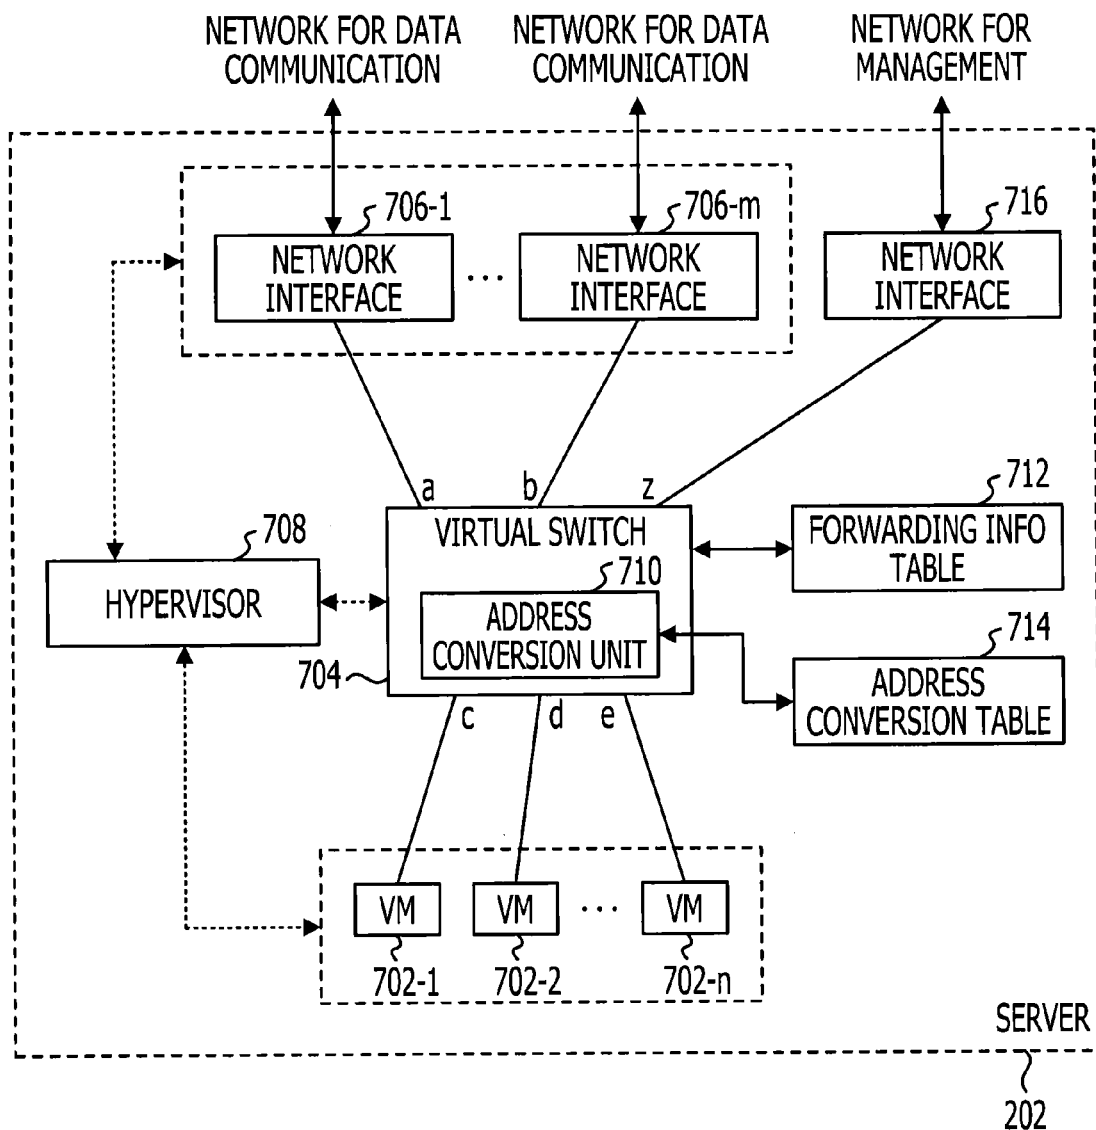 NETWORK FOR DATA
COMMUNICATION
NETWORK FOR DATA
COMMUNICATION
NETWORK FOR
MANAGEMENT
706-1
706-m
716
NETWORK
INTERFACE
...
NETWORK
INTERFACE
NETWORK
INTERFACE
a
b
z
712
708
VIRTUAL SWITCH
FORWARDING INFO
TABLE
710
HYPERVISOR
ADDRESS
CONVERSION UNIT
714
704
ADDRESS
CONVERSION TABLE
c
d
e
VM
VM
...
VM
702-1
702-2
702-n
SERVER
202